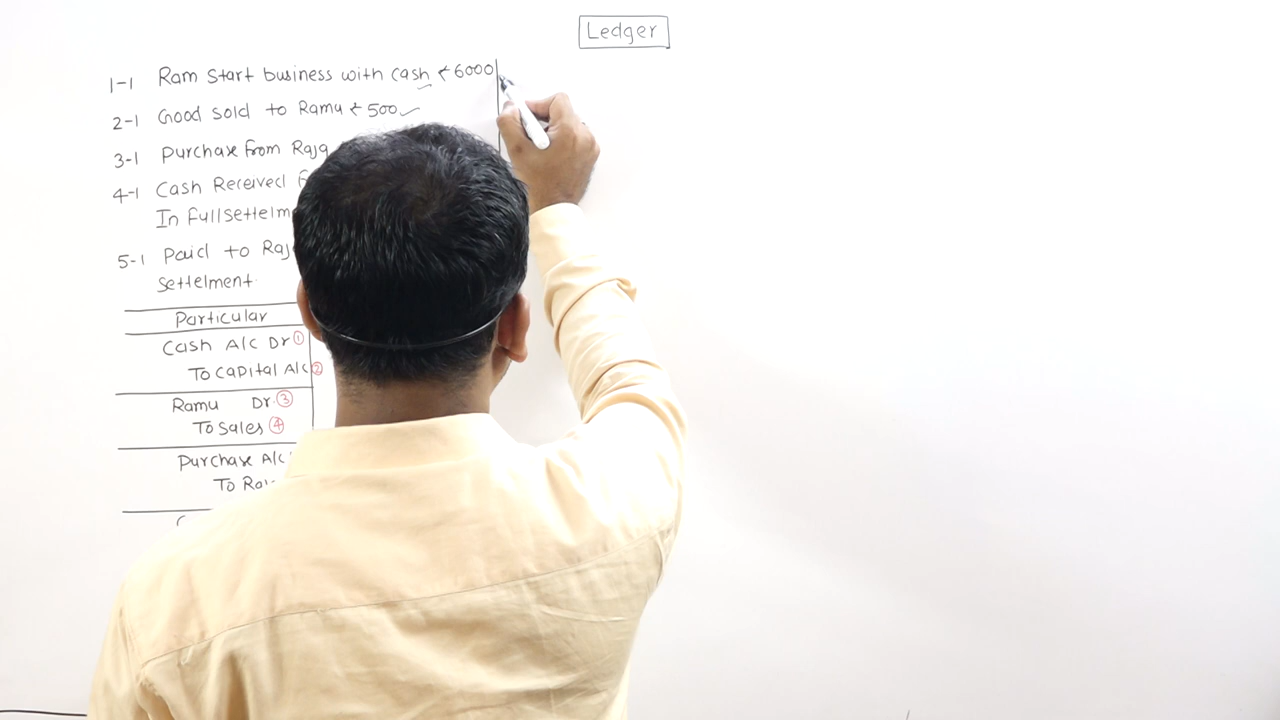 Ledger
1-1 Ram Start business with cash ₹ 6000
2-1 Good sold to Ramu ₹ 500
3-1 Purchase from Raja
4-1 Cash Received
In fullsettelm
5-1 Paid to Raj
Settelment.
Particular
Cash A/c Dr ①
To Capital A/c ②
Ramu Dr. ③
To Sales ④
Purchase A/c
To Ra